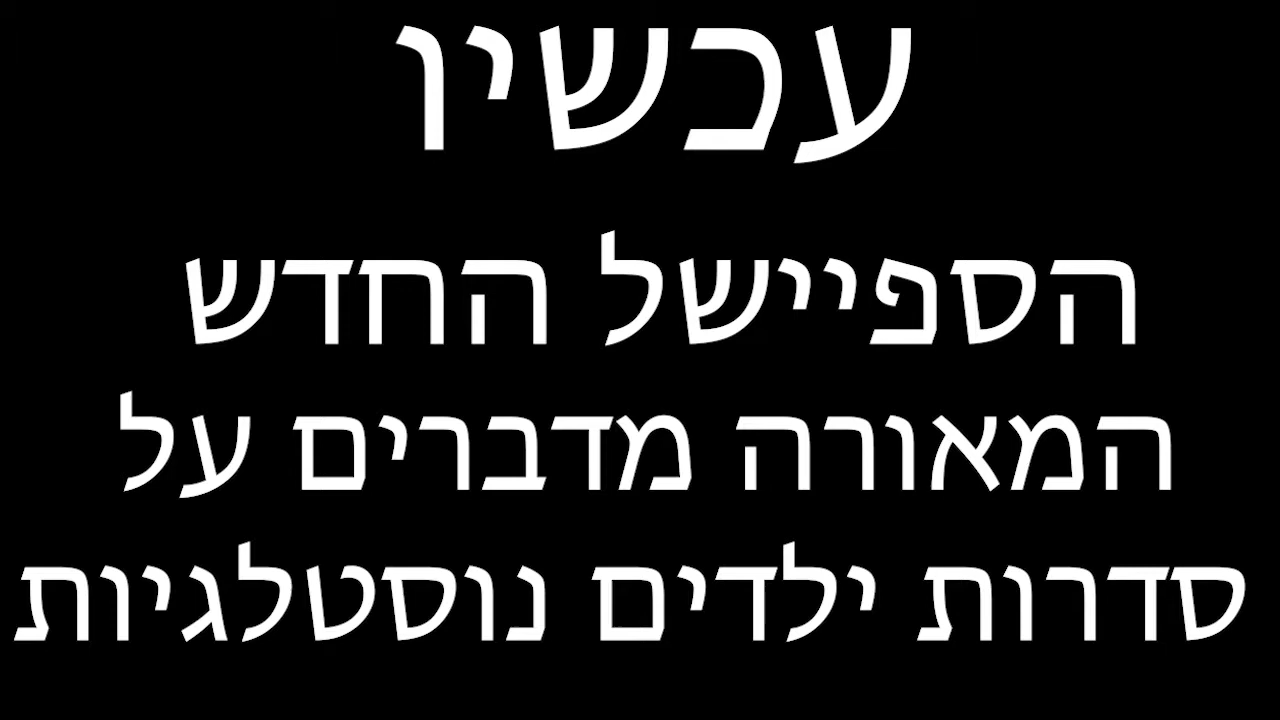 עכשיו
הספיישל החדש
המאורה מדברים על
סדרות ילדים נוסטלגיות